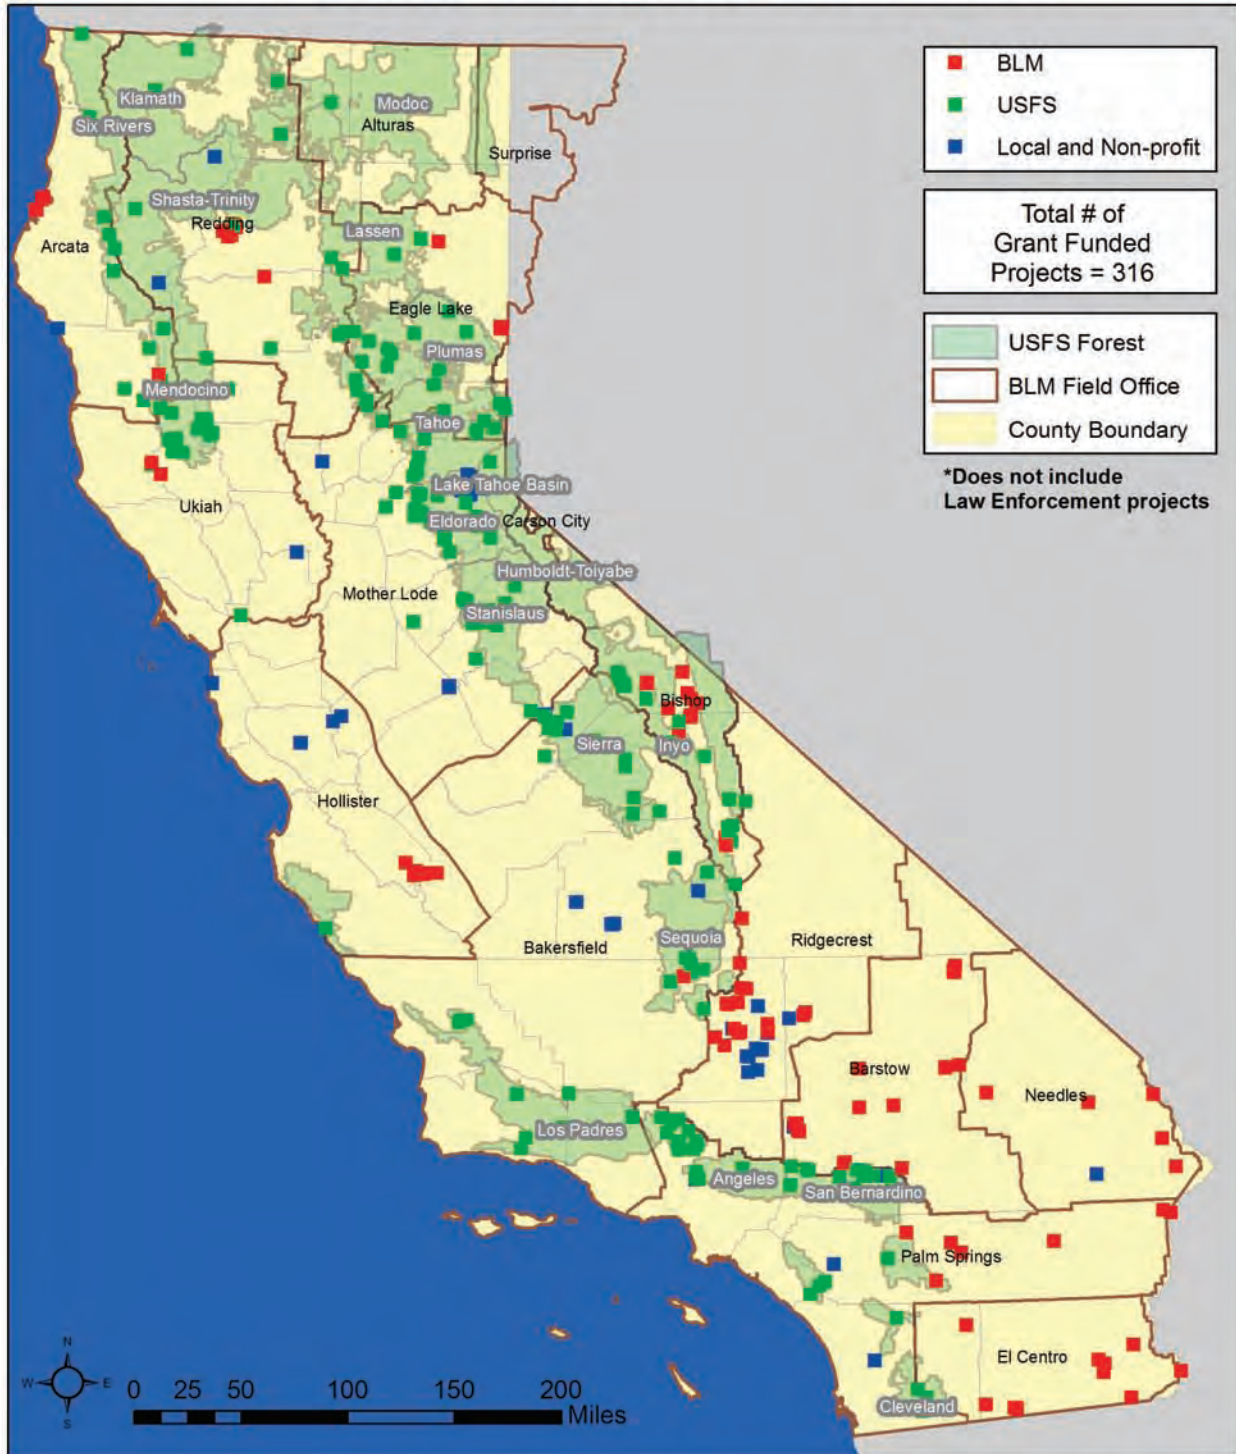 BLM
USFS
Local and Non-profit
Total # of
Grant Funded
Projects = 316
USFS Forest
BLM Field Office
County Boundary
*Does not include
Law Enforcement projects
Klamath
Modoc
Six Rivers
Alturas
Surprise
Shasta-Trinity
Redding
Lassen
Arcata
Eagle Lake
Plumas
Mendocino
Tahoe
Lake Tahoe Basin
Ukiah
Eldorado
Carson City
Humboldt-Toiyabe
Mother Lode
Stanislaus
Bishop
Sierra
Inyo
Hollister
Sequoia
Bakersfield
Ridgecrest
Barstow
Needles
Los Padres
Angeles
San Bernardino
Palm Springs
El Centro
Cleveland
N
W
E
S
0 25 50 100 150 200
Miles